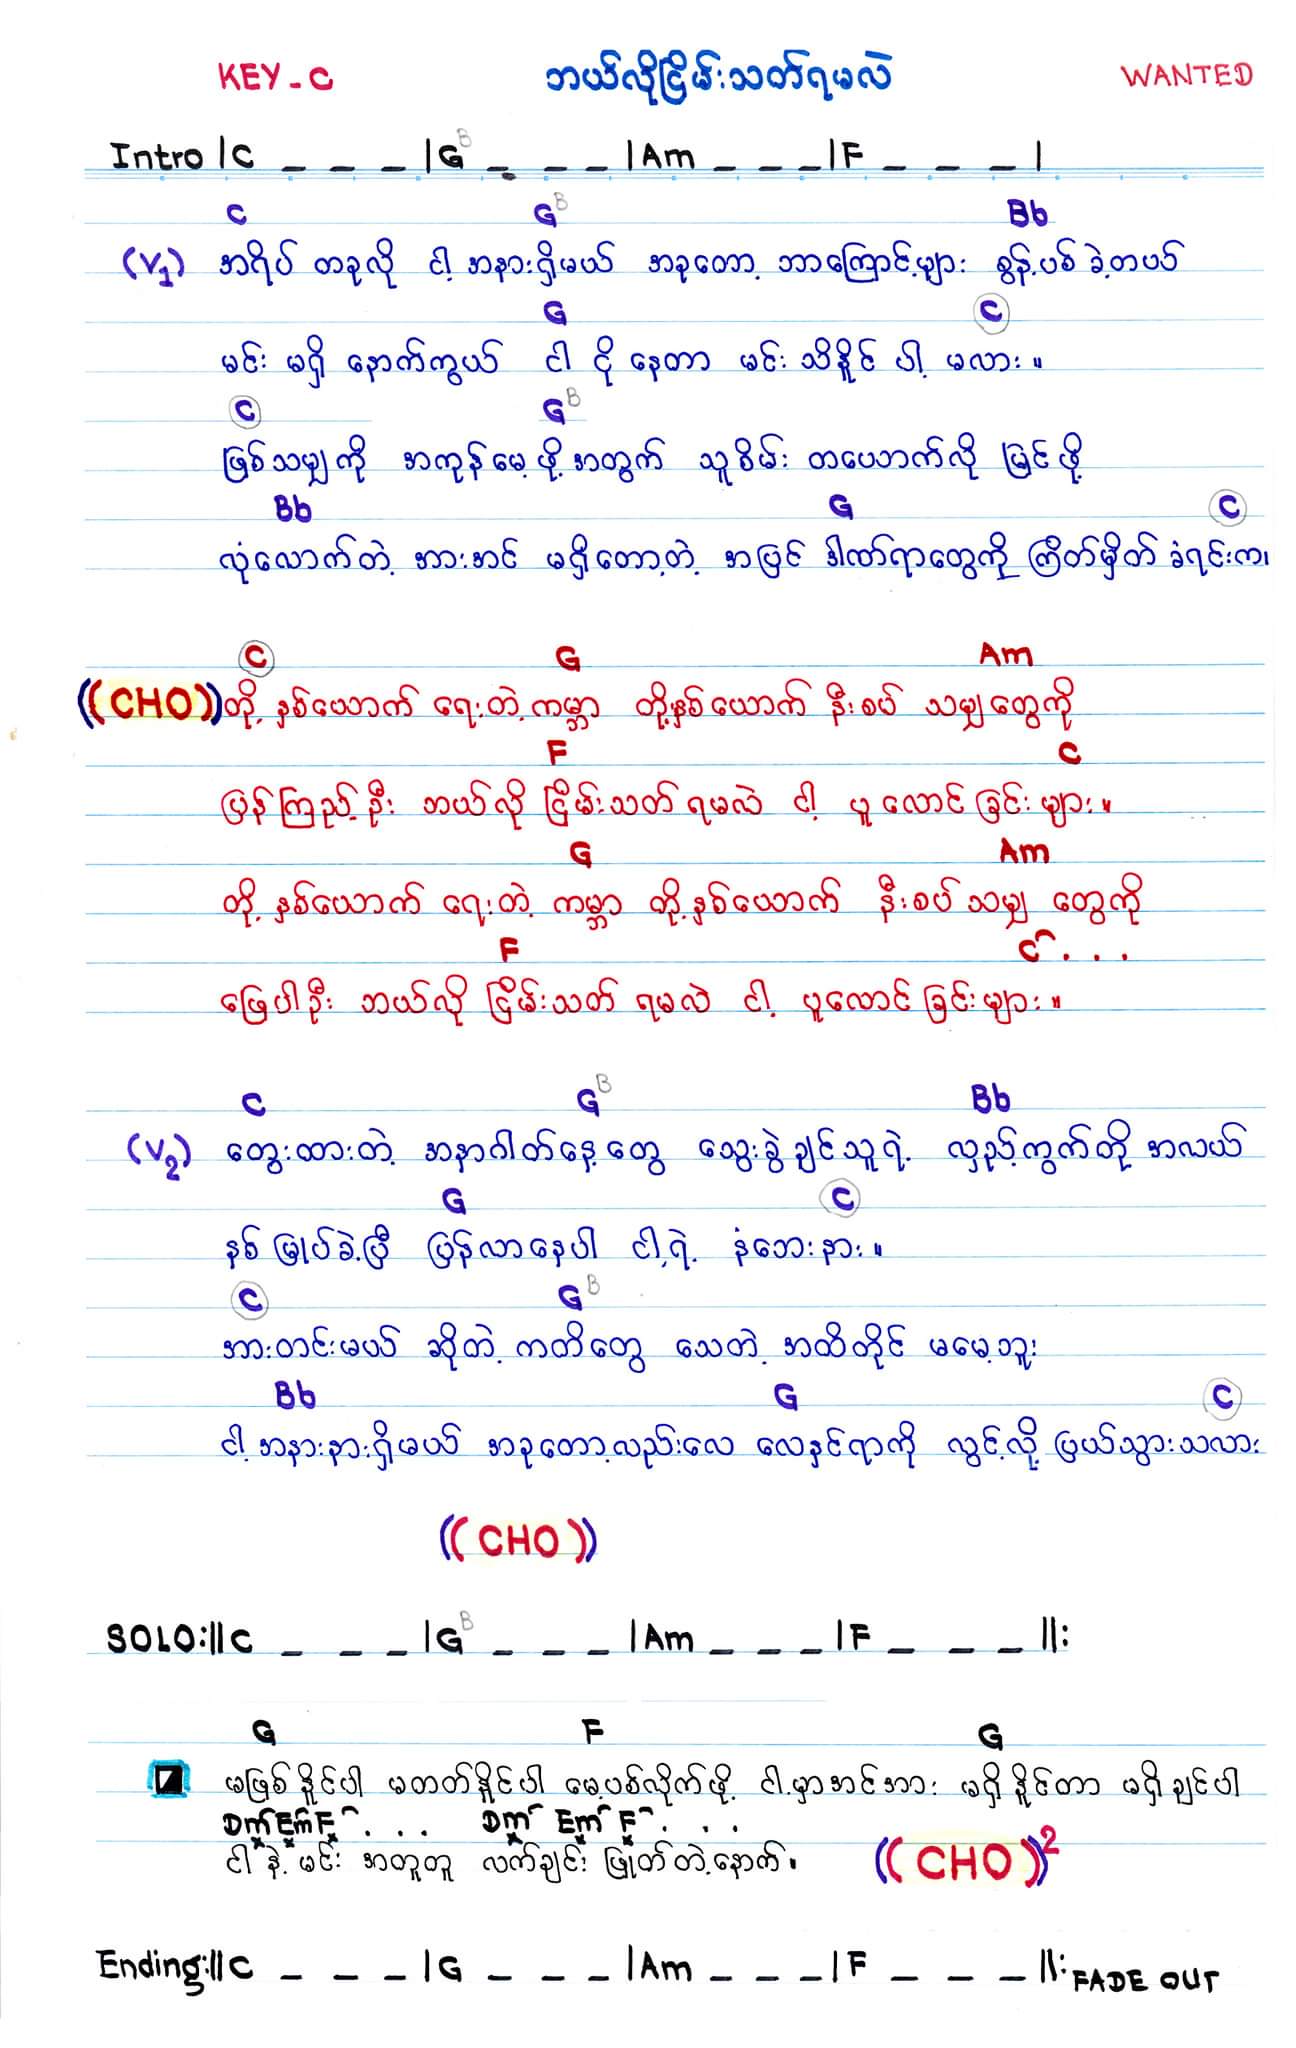 KEY - C ဘယ်လိုငြိမ်းသတ်ရမလဲ WANTED
Intro |C _ _ _ |Gᴮ _ _ _ |Am _ _ _ |F _ _ _ |
C Gᴮ Bb
(V₁) အရိပ် တခုလို ငါ့ အနားရှိမယ် အခုတော့ ဘာကြောင့်များ စွန့်ပစ် ခဲ့တယ်
G C
မင်း မရှိ နောက်ကွယ် ငါ ငို နေတာ မင်း သိနိူင် ပါ့ မလား ။
C Gᴮ
ဖြစ်သမျှကို အကုန်မေ့ဖို့ အတွက် သူစိမ်း တယောက်လို မြင်ဖို့
Bb G C
လုံလောက်တဲ့ အားအင် မရှိတော့တဲ့ အပြင် ဒါဏ်ရာတွေကို ကြိတ်မှိတ် ခံရင်းက၊
C G Am
((CHO)) တို့ နှစ်ယောက် ရေးတဲ့ ကမ္ဘာ တို့နှစ်ယောက် နီးစပ် သမျှတွေကို
F C
ပြန်ကြည့်ဦး ဘယ်လို ငြိမ်းသတ် ရမလဲ ငါ့ ပူလောင်ခြင်း များ ။
G Am
တို့ နှစ်ယောက် ရေးတဲ့ ကမ္ဘာ တို့နှစ်ယောက် နီးစပ် သမျှ တွေကို
F C . . .
ဖြေပါဦး ဘယ်လို ငြိမ်းသတ် ရမလဲ ငါ့ ပူလောင်ခြင်းများ ။
C Gᴮ Bb
(V₂) တွေးထားတဲ့ အနာဂါတ်နေ့တွေ သွေးခွဲချင်သူရဲ့ လှည့်ကွက်တို့ အလယ်
G C
နစ်မြုပ်ခဲ့ပြီ ပြန်လာနေပါ ငါ့ရဲ့ နံဘေးနား ။
C Gᴮ
အားတင်းမယ် ဆိုတဲ့ ကတိတွေ သေတဲ့ အထိတိုင် မမေ့ဘူး
Bb G C
ငါ့ အနားနားရှိမယ် အခုတော့လည်းလေ လေနှင်ရာကို လွင့်လို့ ပြယ်သွားသလား
((CHO))
SOLO:||C _ _ _ |Gᴮ _ _ _ |Am _ _ _ |F _ _ _ ||:
G F G
မဖြစ်နိူင်ပါ မတတ်နိူင်ပါ မေ့ပစ်လိုက်ဖို့ ငါ့မှာအင်အား မရှိနိူင်တာ မရှိချင်ပါ
Dm Em F . . . Dm Em F . . .
ငါ နဲ့ မင်း အတူတူ လက်ချင်း ဖြုတ်တဲ့နောက် ။ ((CHO))²
Ending:||C _ _ _ |G _ _ _ |Am _ _ _ |F _ _ _ ||: FADE OUT